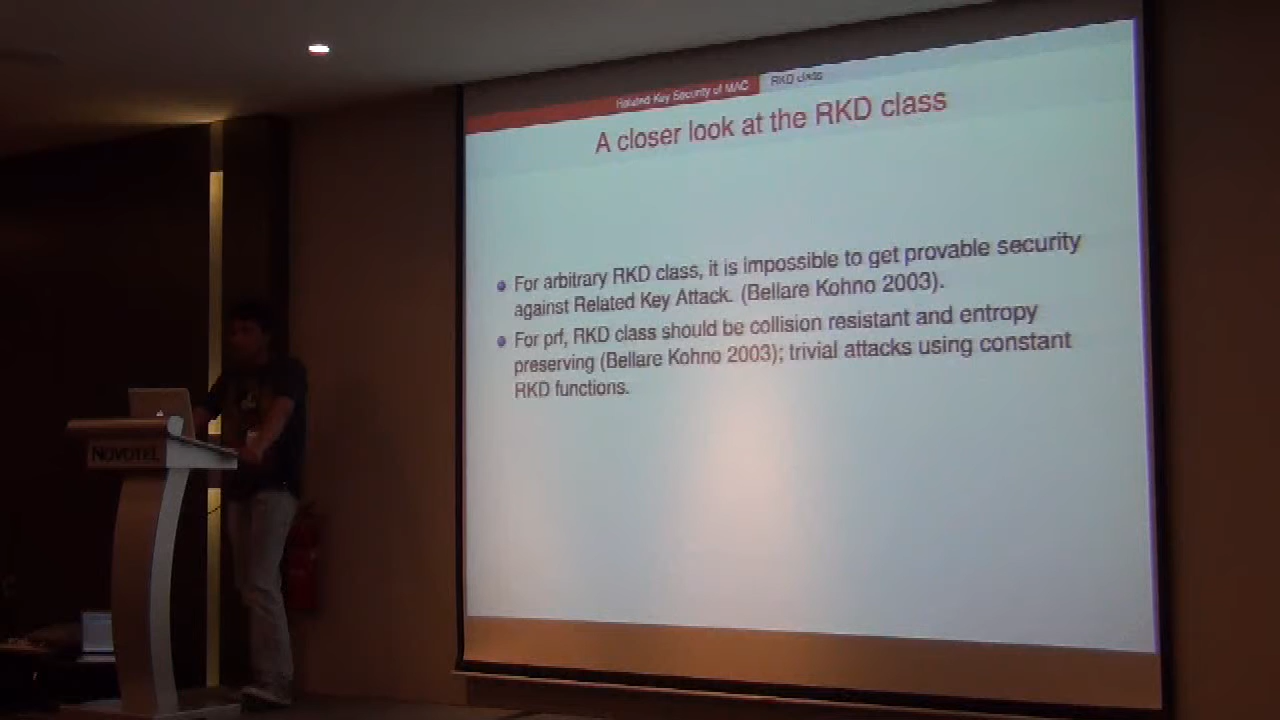 Related Key Security of MAC RKD class
A closer look at the RKD class
For arbitrary RKD class, it is impossible to get provable security
against Related Key Attack. (Bellare Kohno 2003).
For prf, RKD class should be collision resistant and entropy
preserving (Bellare Kohno 2003); trivial attacks using constant
RKD functions.
NOVOTEL